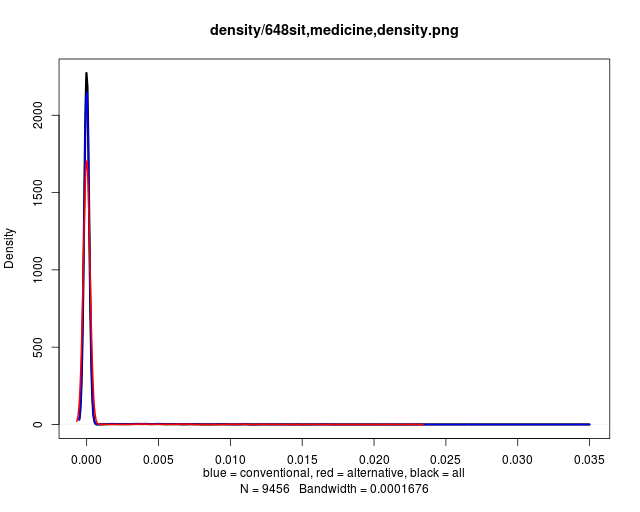 density/648sit,medicine,density.png
Density
2000
1500
1000
500
0
0.000 0.005 0.010 0.015 0.020 0.025 0.030 0.035
blue = conventional, red = alternative, black = all
N = 9456 Bandwidth = 0.0001676